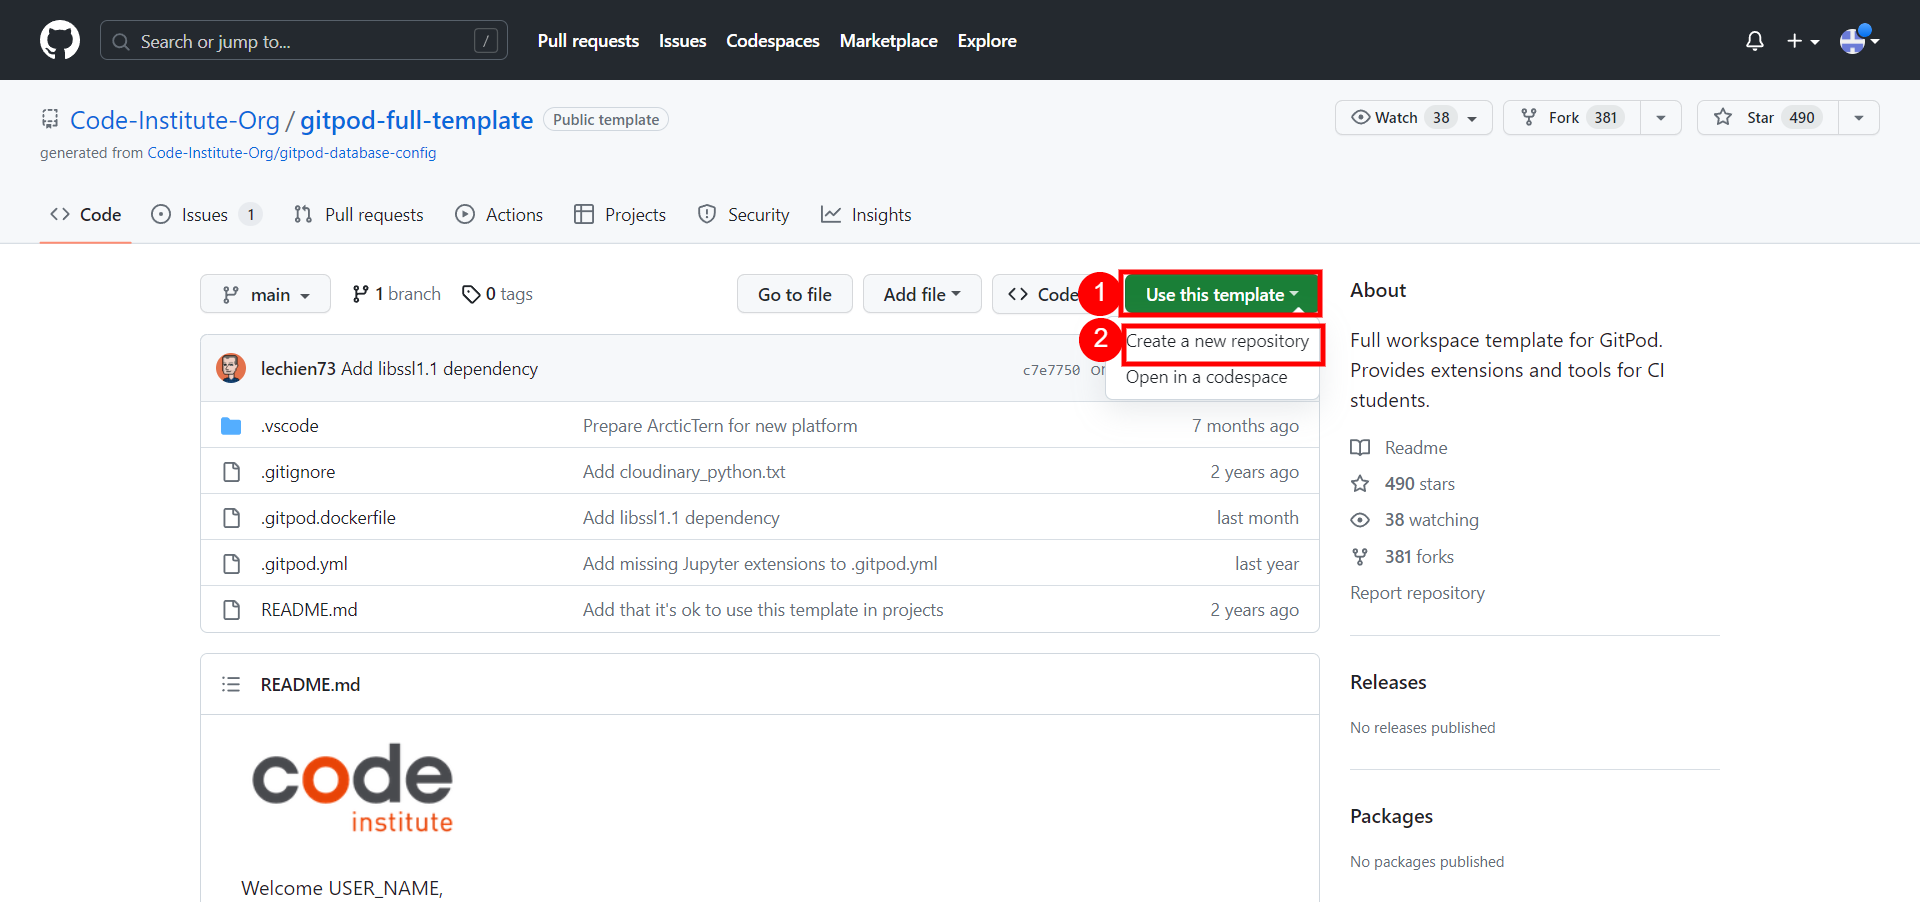 Search or jump to... /
Pull requests Issues Codespaces Marketplace Explore
Code-Institute-Org / gitpod-full-template Public template
Watch 38 Fork 381 Star 490
generated from Code-Institute-Org/gitpod-database-config
Code Issues 1 Pull requests Actions Projects Security Insights
main 1 branch 0 tags Go to file Add file Code 1 Use this template
2 Create a new repository
Open in a codespace
lechien73 Add libssl1.1 dependency c7e7750
.vscode Prepare ArcticTern for new platform 7 months ago
.gitignore Add cloudinary_python.txt 2 years ago
.gitpod.dockerfile Add libssl1.1 dependency last month
.gitpod.yml Add missing Jupyter extensions to .gitpod.yml last year
README.md Add that it's ok to use this template in projects 2 years ago
README.md
code
institute
Welcome USER_NAME,
About
Full workspace template for GitPod.
Provides extensions and tools for CI
students.
Readme
490 stars
38 watching
381 forks
Report repository
Releases
No releases published
Packages
No packages published